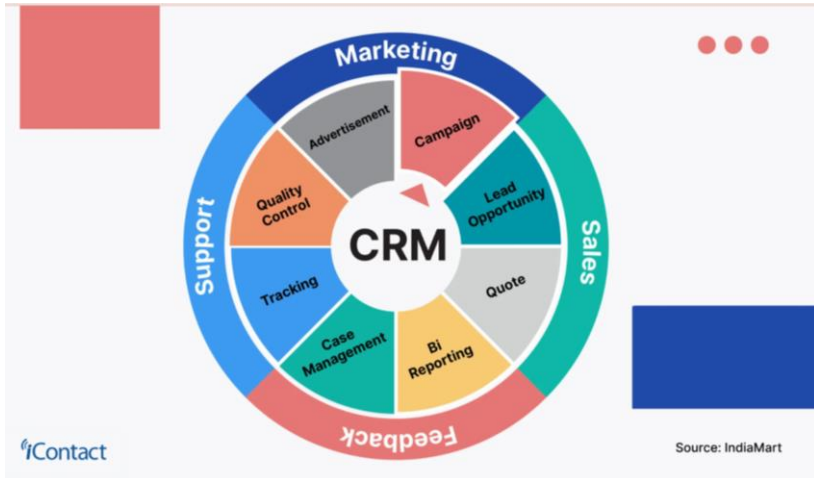 Marketing
Advertisement
Campaign
Quality
Control
Lead
Opportunity
Support
CRM
Sales
Tracking
Quote
Case
Management
Bi
Reporting
Feedback
iContact
Source: IndiaMart